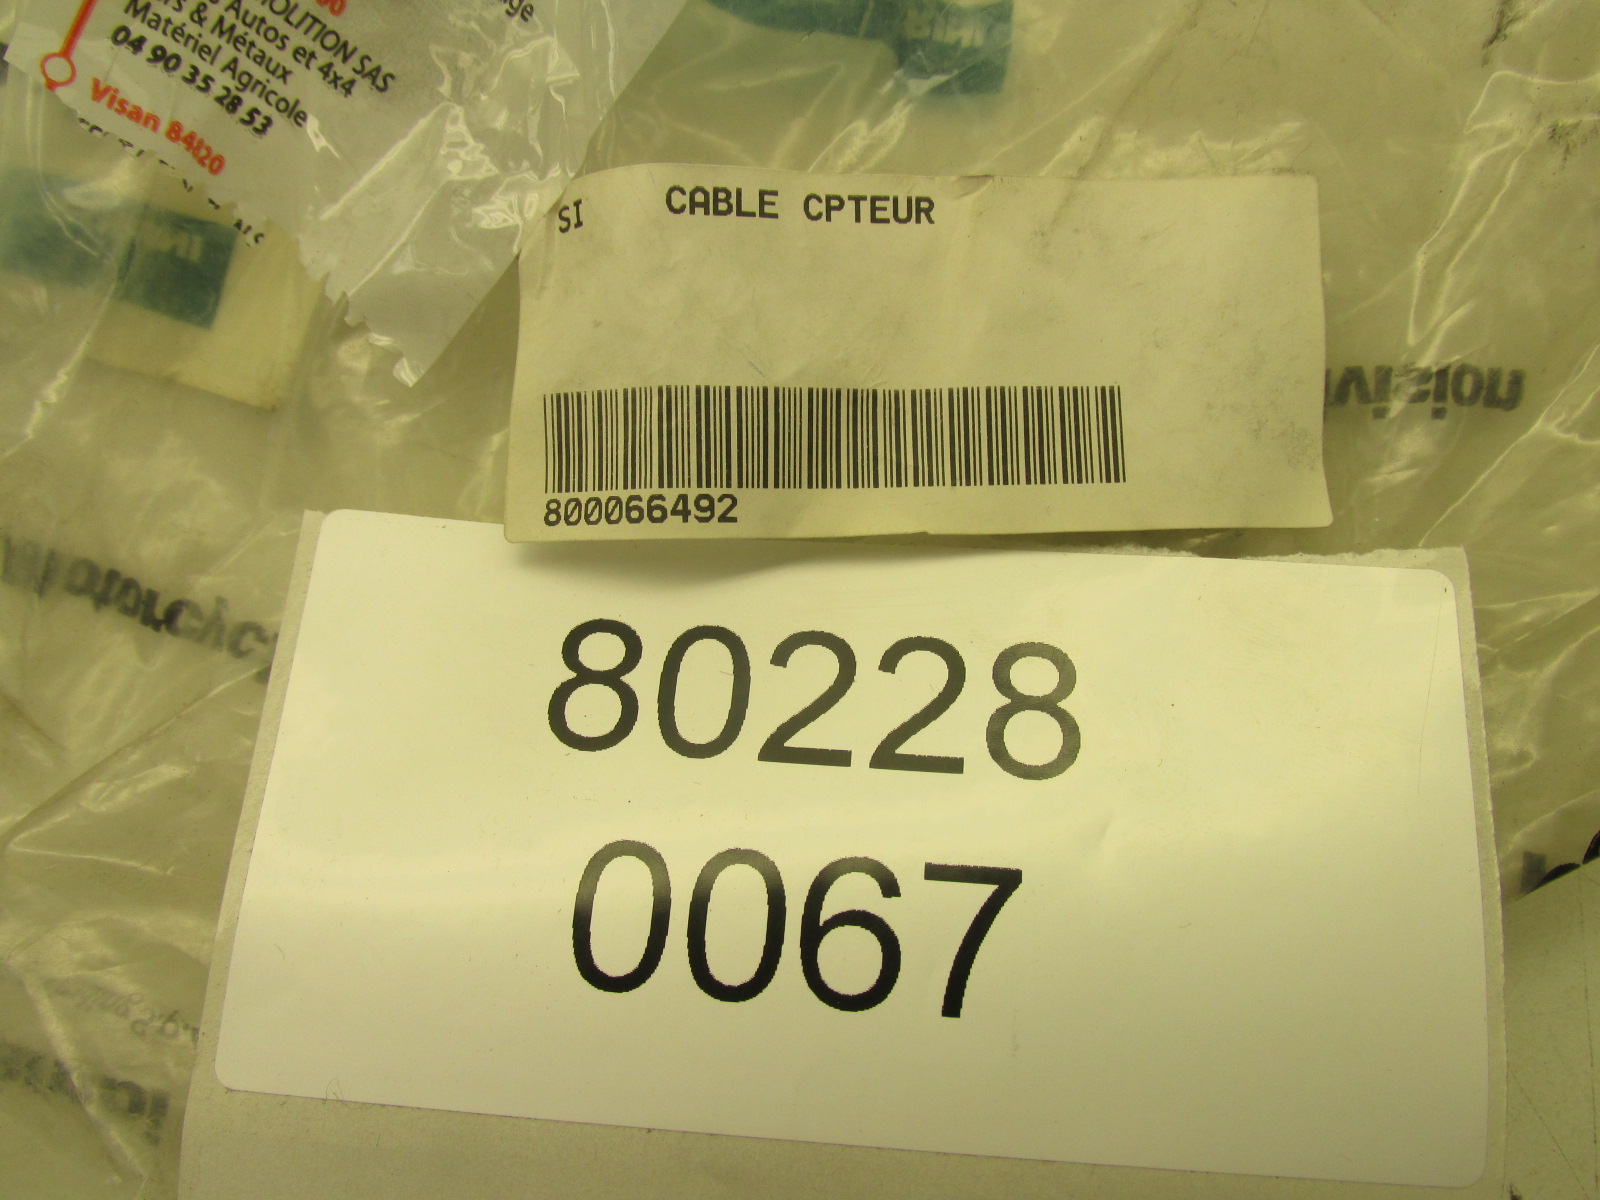 OLITION SAS
Autos et 4x4
& Métaux
Matériel Agricole
04 90 35 28 53
Visan 84120
SI CABLE CPTEUR
800066492
80228
0067